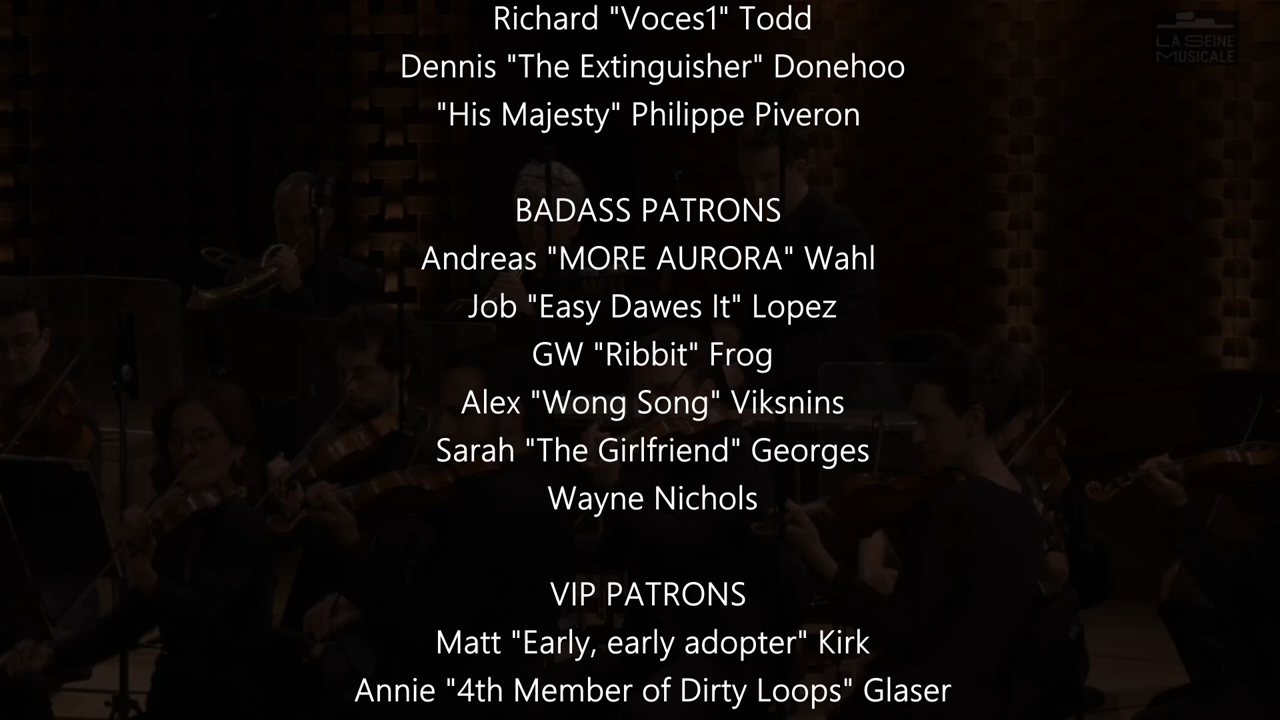 Richard "Voces1" Todd
Dennis "The Extinguisher" Donehoo
"His Majesty" Philippe Piveron
BADASS PATRONS
Andreas "MORE AURORA" Wahl
Job "Easy Dawes It" Lopez
GW "Ribbit" Frog
Alex "Wong Song" Viksnins
Sarah "The Girlfriend" Georges
Wayne Nichols
VIP PATRONS
Matt "Early, early adopter" Kirk
Annie "4th Member of Dirty Loops" Glaser
LA SEINE
MUSICALE